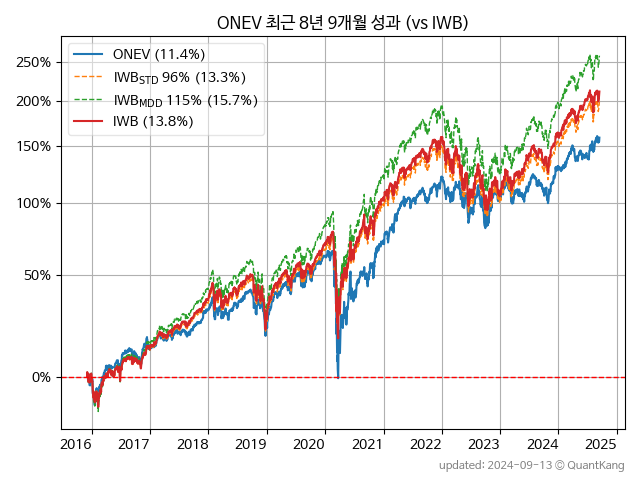 ONEV 최근 8년 9개월 성과 (vs IWB)
ONEV (11.4%)
IWB_STD 96% (13.3%)
IWB_MDD 115% (15.7%)
IWB (13.8%)
250%
200%
150%
100%
50%
0%
2016 2017 2018 2019 2020 2021 2022 2023 2024 2025
updated: 2024-09-13 © QuantKang